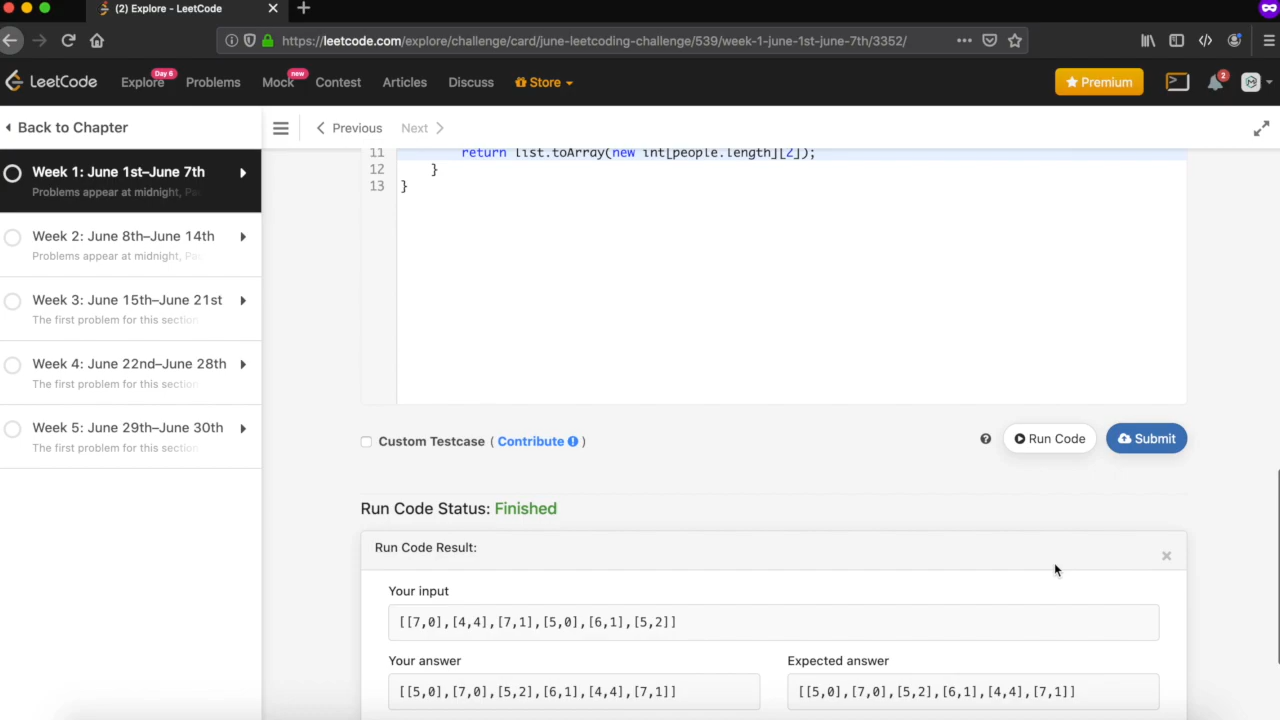 (2) Explore - LeetCode
https://leetcode.com/explore/challenge/card/june-leetcoding-challenge/539/week-1-june-1st-june-7th/3352/
LeetCode
Explore
Day 6
Problems
Mock
new
Contest
Articles
Discuss
Store
Premium
2
Back to Chapter
Previous
Next
Week 1: June 1st–June 7th
Problems appear at midnight, Pa
Week 2: June 8th–June 14th
Problems appear at midnight, Pa
Week 3: June 15th–June 21st
The first problem for this section
Week 4: June 22nd–June 28th
The first problem for this section
Week 5: June 29th–June 30th
The first problem for this section
11 return list.toArray(new int[people.length][2]);
12 }
13 }
Custom Testcase ( Contribute )
Run Code
Submit
Run Code Status: Finished
Run Code Result:
Your input
[[7,0],[4,4],[7,1],[5,0],[6,1],[5,2]]
Your answer
[[5,0],[7,0],[5,2],[6,1],[4,4],[7,1]]
Expected answer
[[5,0],[7,0],[5,2],[6,1],[4,4],[7,1]]